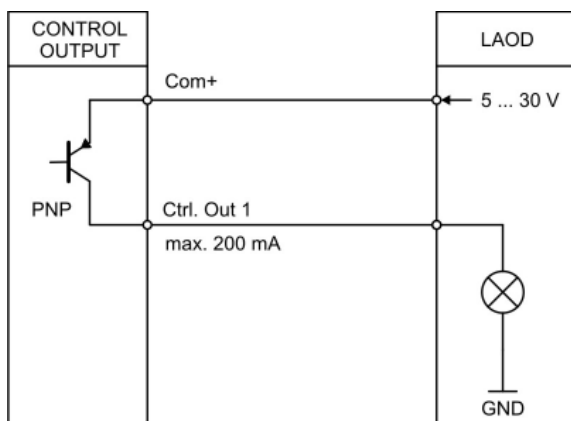 CONTROL
OUTPUT
LAOD
Com+
5 ... 30 V
PNP
Ctrl. Out 1
max. 200 mA
GND